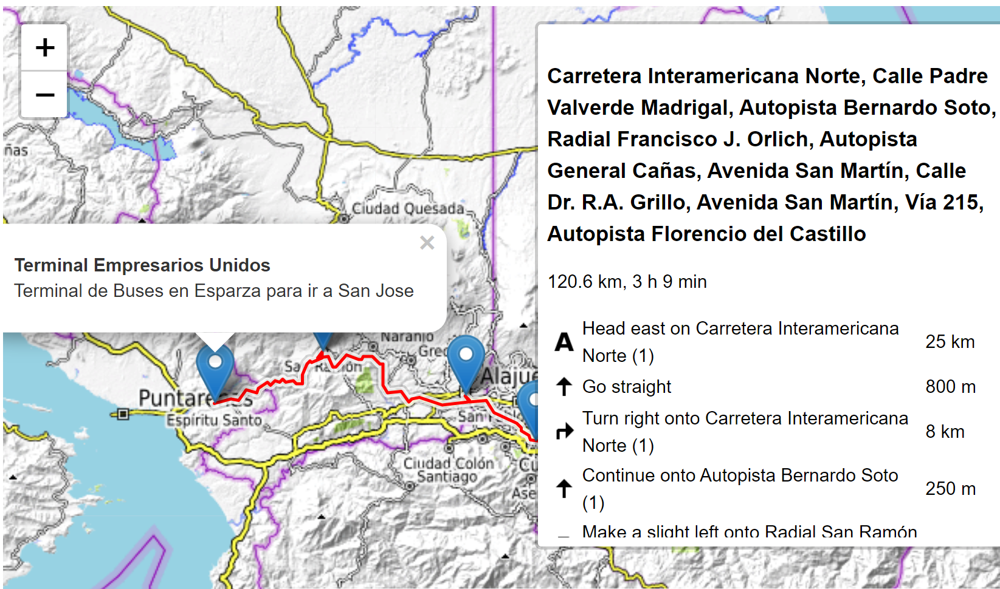 +
−
ñas
Ciudad Quesada
×
Terminal Empresarios Unidos
Terminal de Buses en Esparza para ir a San Jose
Naranjo
Grec
San Ramón
Alajue
Puntarenas
Espiritu Santo
San
Ciudad Colón
Santiago
Cu
Ase
Carretera Interamericana Norte, Calle Padre
Valverde Madrigal, Autopista Bernardo Soto,
Radial Francisco J. Orlich, Autopista
General Cañas, Avenida San Martín, Calle
Dr. R.A. Grillo, Avenida San Martín, Vía 215,
Autopista Florencio del Castillo
120.6 km, 3 h 9 min
A Head east on Carretera Interamericana
Norte (1) 25 km
Go straight 800 m
Turn right onto Carretera Interamericana
Norte (1) 8 km
Continue onto Autopista Bernardo Soto
(1) 250 m
Make a slight left onto Radial San Ramón